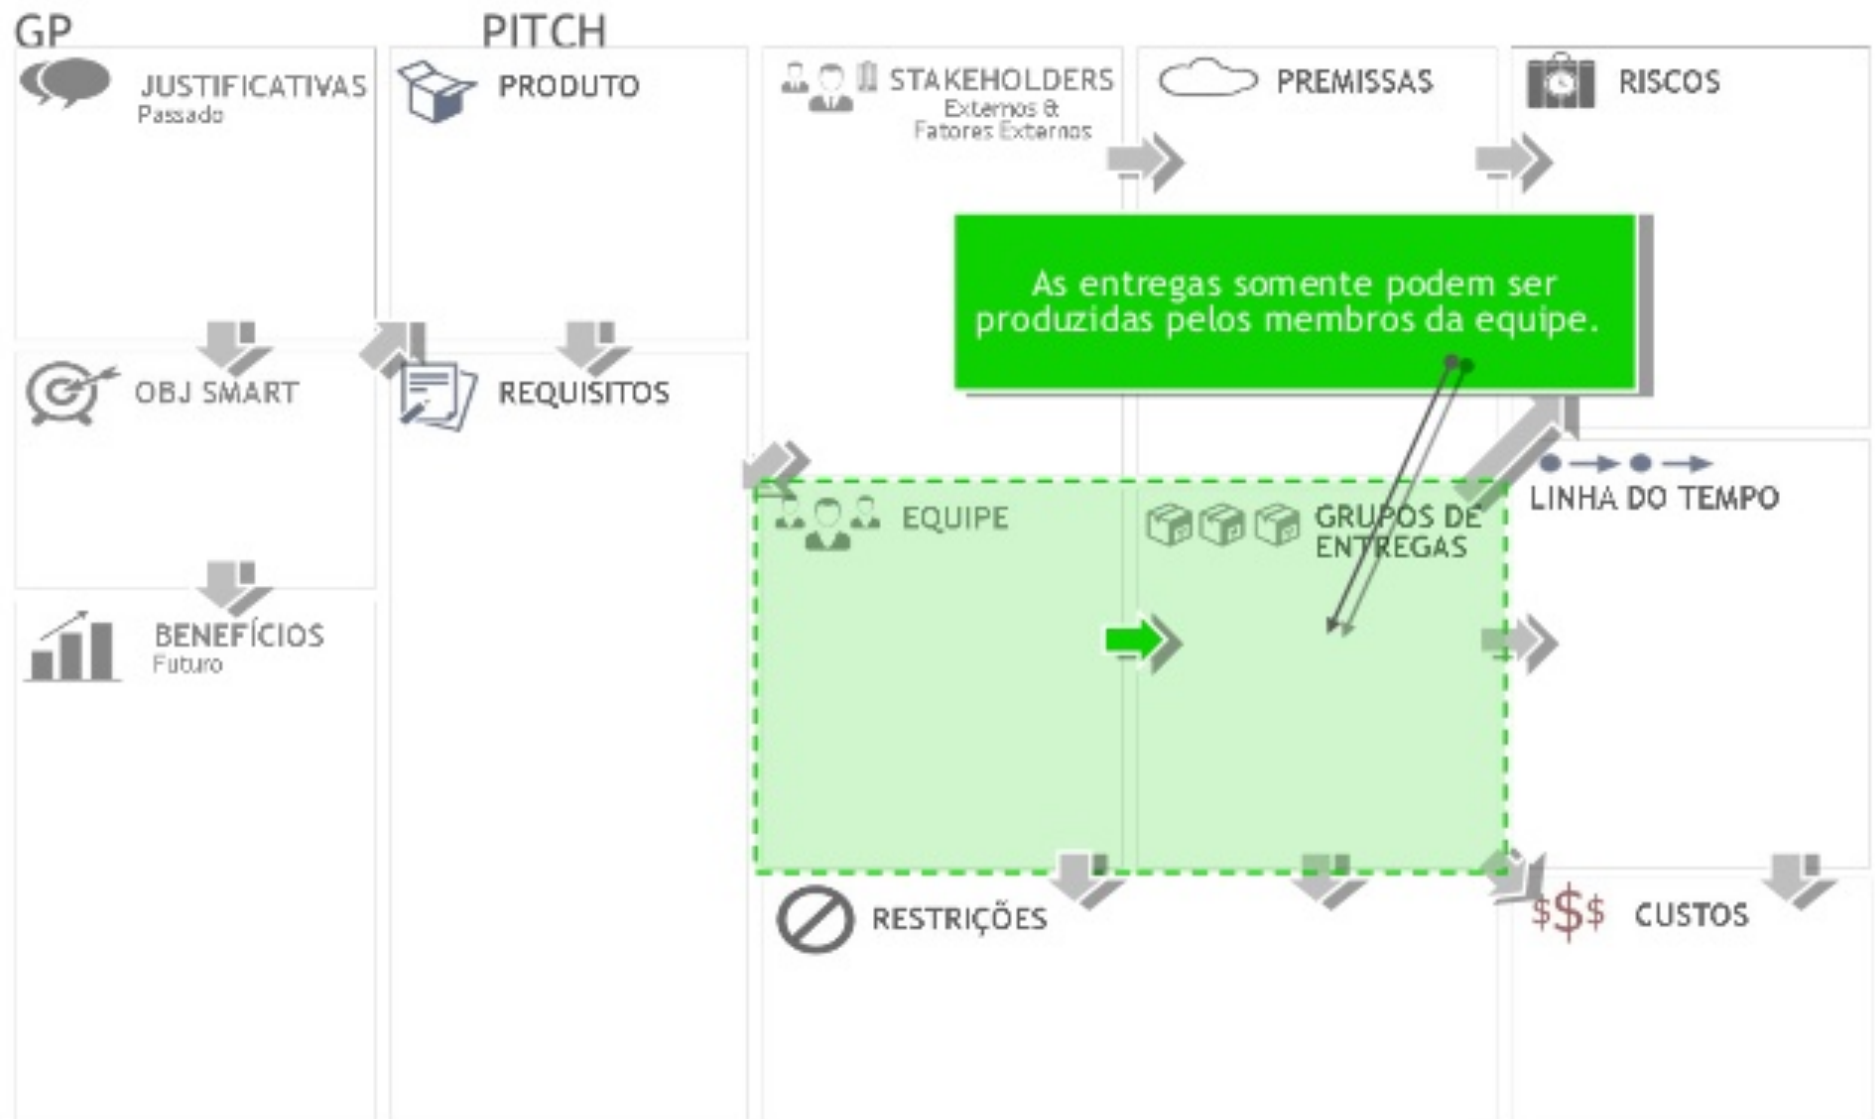 GP
PITCH
JUSTIFICATIVAS
Passado
PRODUTO
STAKEHOLDERS
Externos &
Fatores Externos
PREMISSAS
RISCOS
As entregas somente podem ser
produzidas pelos membros da equipe.
OBJ SMART
REQUISITOS
EQUIPE
GRUPOS DE
ENTREGAS
LINHA DO TEMPO
BENEFÍCIOS
Futuro
RESTRIÇÕES
$$$ CUSTOS